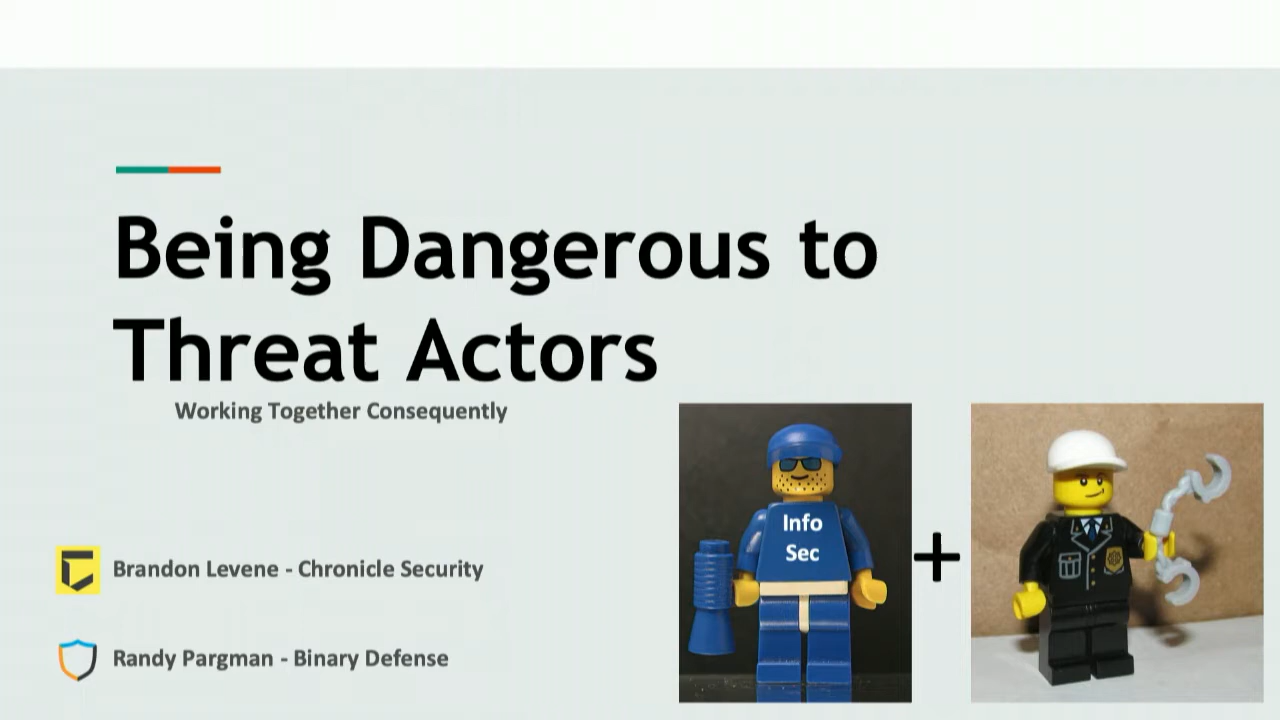 Being Dangerous to
Threat Actors
Working Together Consequently
Info
Sec
+
Brandon Levene - Chronicle Security
Randy Pargman - Binary Defense